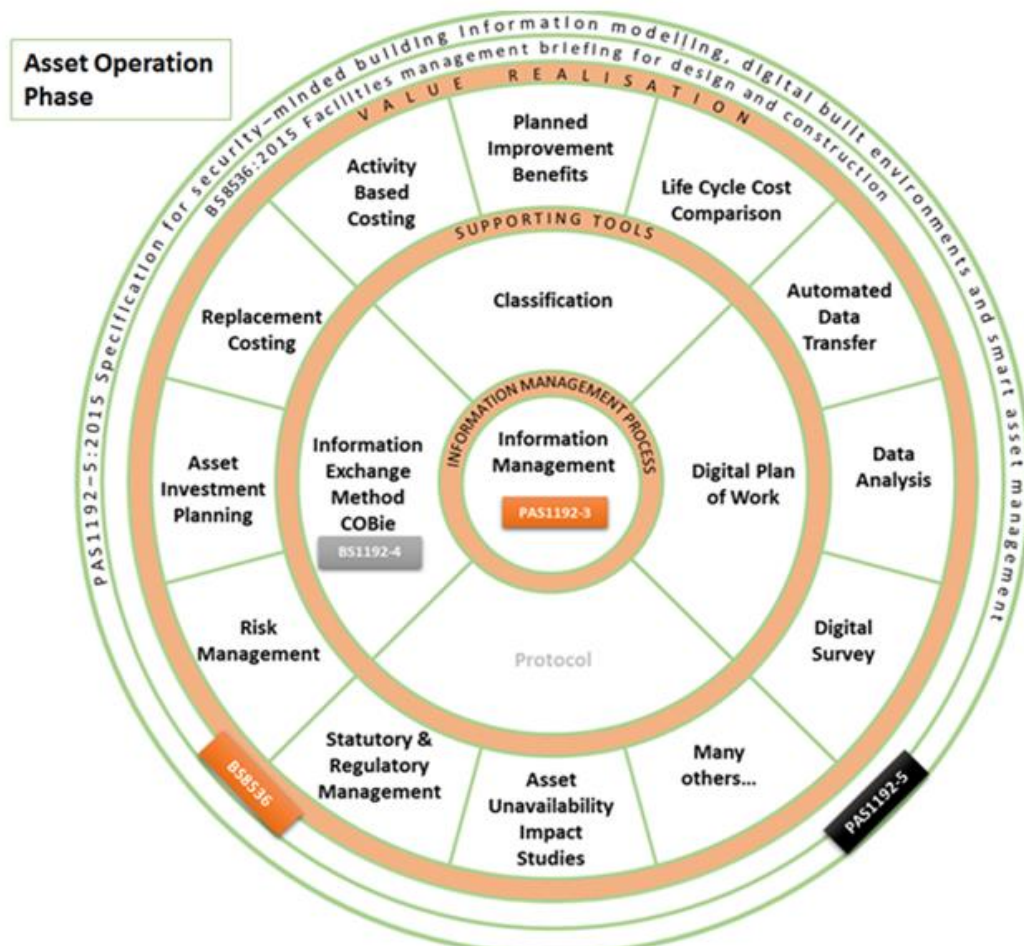 Asset Operation
Phase
PAS1192-5:2015 Specification for security-minded building information modelling, digital built environments and smart asset management
BS8536:2015 Facilities management briefing for design and construction
VALUE REALISATION
Planned
Improvement
Benefits
Activity
Based
Costing
Life Cycle Cost
Comparison
SUPPORTING TOOLS
Classification
Replacement
Costing
Automated
Data
Transfer
INFORMATION MANAGEMENT PROCESS
Information
Management
PAS1192-3
Information
Exchange
Method
COBie
BS1192-4
Digital Plan
of Work
Asset
Investment
Planning
Data
Analysis
Risk
Management
Digital
Survey
Protocol
Statutory &
Regulatory
Management
Asset
Unavailability
Impact
Studies
Many
others...
BS8536
PAS1192-5